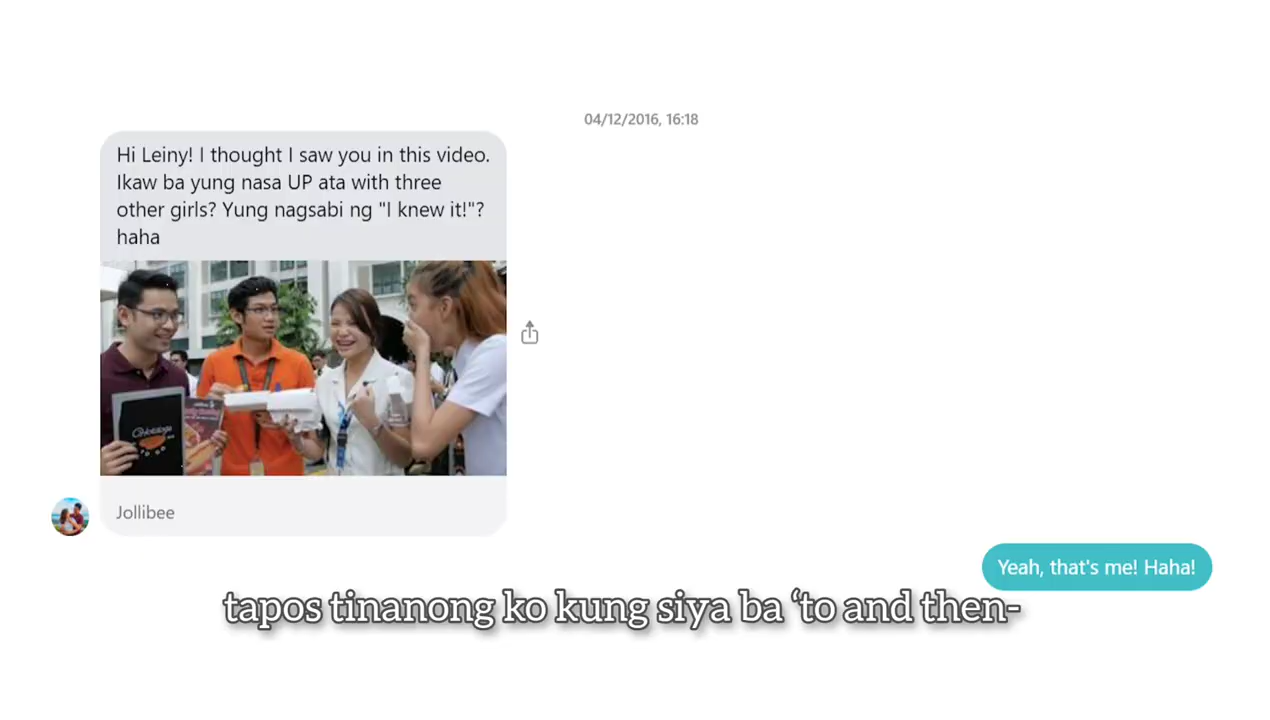 04/12/2016, 16:18
Hi Leiny! I thought I saw you in this video.
Ikaw ba yung nasa UP ata with three
other girls? Yung nagsabi ng "I knew it!"?
haha
TO GO
Jollibee
Yeah, that's me! Haha!
tapos tinanong ko kung siya ba ‘to and then-